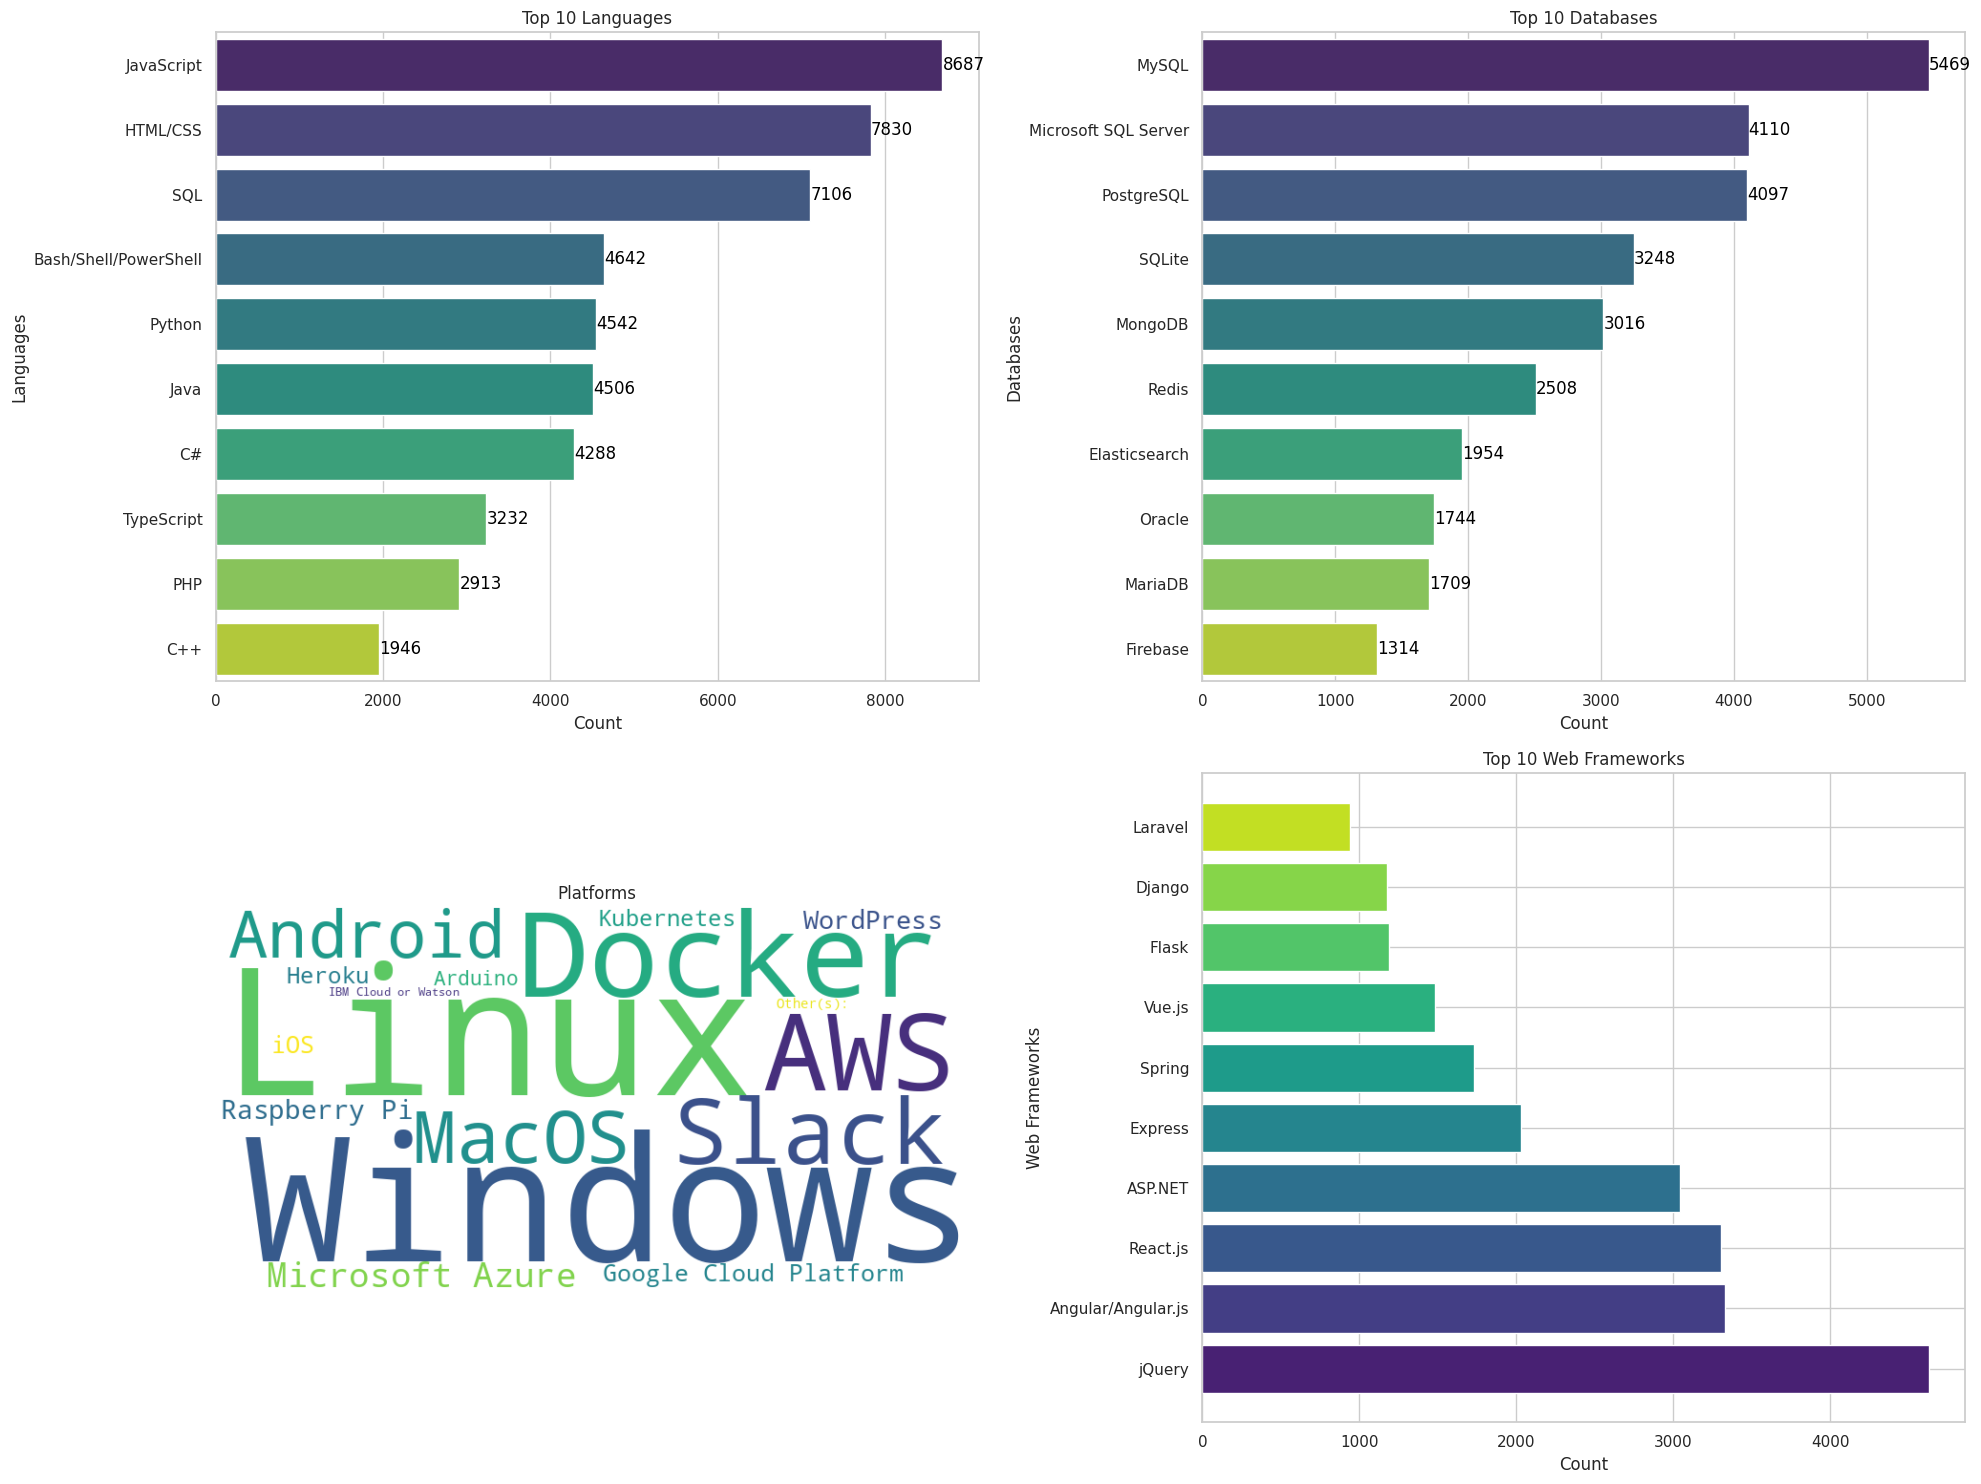 Top 10 Languages
Languages
JavaScript
8687
HTML/CSS
7830
SQL
7106
Bash/Shell/PowerShell
4642
Python
4542
Java
4506
C#
4288
TypeScript
3232
PHP
2913
C++
1946
0 2000 4000 6000 8000
Count
Top 10 Databases
Databases
MySQL
5469
Microsoft SQL Server
4110
PostgreSQL
4097
SQLite
3248
MongoDB
3016
Redis
2508
Elasticsearch
1954
Oracle
1744
MariaDB
1709
Firebase
1314
0 1000 2000 3000 4000 5000
Count
Platforms
Android
Docker
Kubernetes
WordPress
Heroku
Arduino
IBM Cloud or Watson
Other(s):
Linux
AWS
iOS
Raspberry Pi
MacOS
Slack
Windows
Microsoft Azure
Google Cloud Platform
Top 10 Web Frameworks
Web Frameworks
Laravel
Django
Flask
Vue.js
Spring
Express
ASP.NET
React.js
Angular/Angular.js
jQuery
0 1000 2000 3000 4000
Count